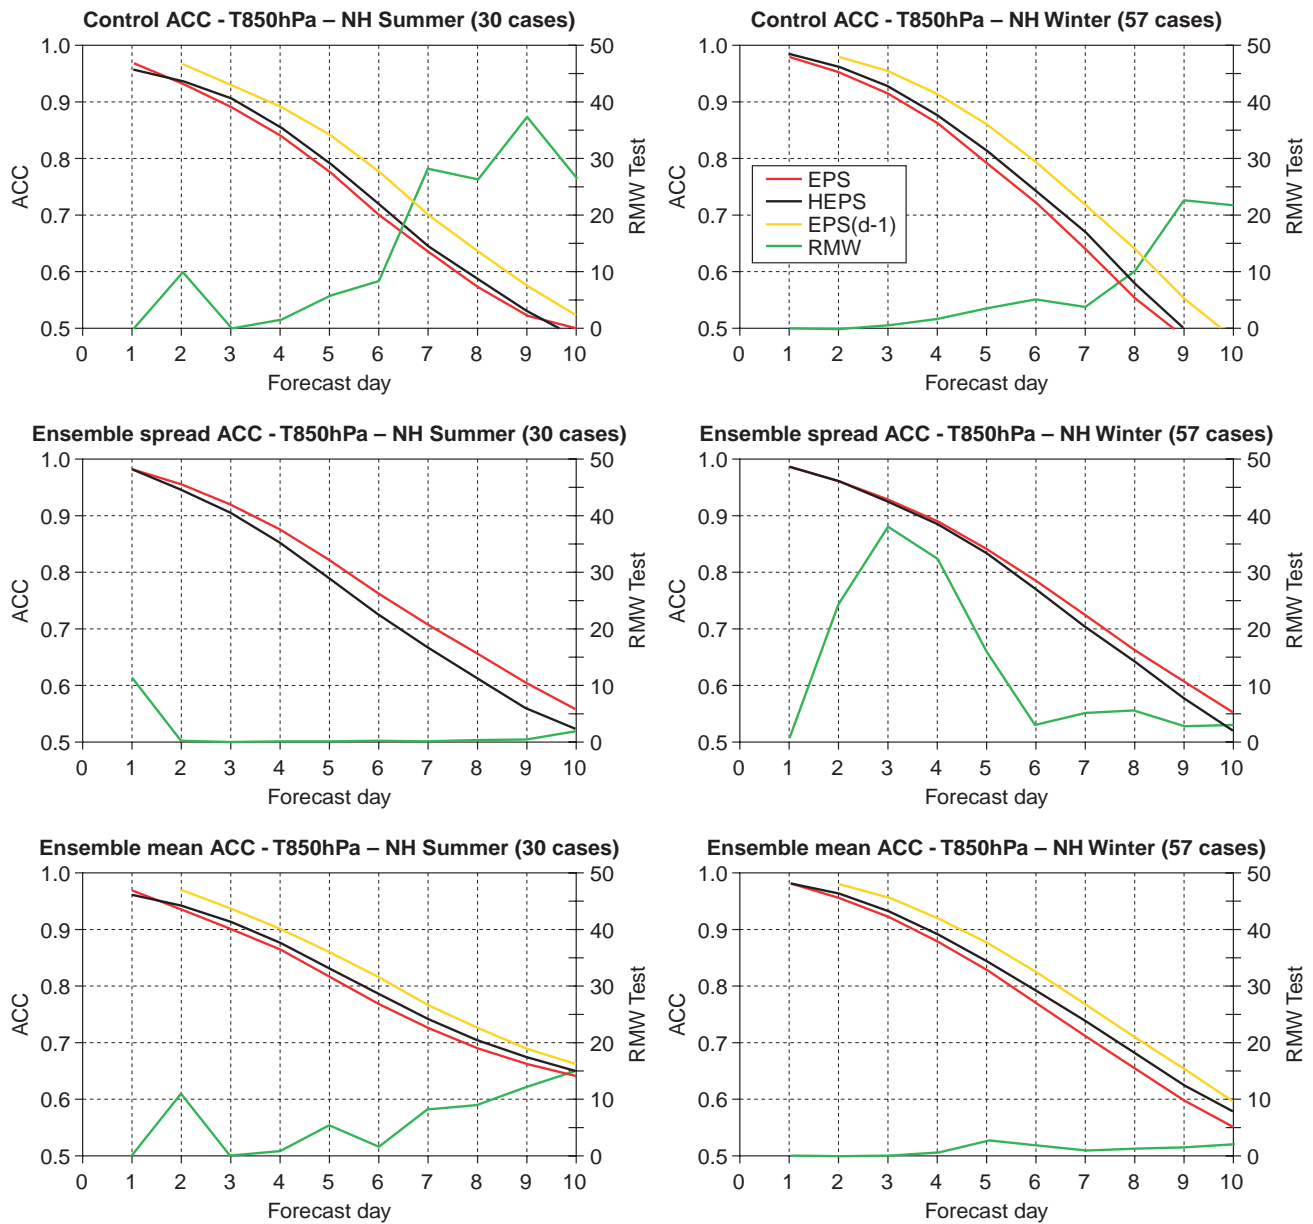 Control ACC - T850hPa – NH Summer (30 cases)
1.0
0.9
0.8
0.7
0.6
0.5
ACC
50
40
30
20
10
0
RMW Test
0 1 2 3 4 5 6 7 8 9 10
Forecast day
Control ACC - T850hPa – NH Winter (57 cases)
1.0
0.9
0.8
0.7
0.6
0.5
ACC
EPS
HEPS
EPS(d-1)
RMW
50
40
30
20
10
0
RMW Test
0 1 2 3 4 5 6 7 8 9 10
Forecast day
Ensemble spread ACC - T850hPa – NH Summer (30 cases)
1.0
0.9
0.8
0.7
0.6
0.5
ACC
50
40
30
20
10
0
RMW Test
0 1 2 3 4 5 6 7 8 9 10
Forecast day
Ensemble spread ACC - T850hPa – NH Winter (57 cases)
1.0
0.9
0.8
0.7
0.6
0.5
ACC
50
40
30
20
10
0
RMW Test
0 1 2 3 4 5 6 7 8 9 10
Forecast day
Ensemble mean ACC - T850hPa – NH Summer (30 cases)
1.0
0.9
0.8
0.7
0.6
0.5
ACC
50
40
30
20
10
0
RMW Test
0 1 2 3 4 5 6 7 8 9 10
Forecast day
Ensemble mean ACC - T850hPa – NH Winter (57 cases)
1.0
0.9
0.8
0.7
0.6
0.5
ACC
50
40
30
20
10
0
RMW Test
0 1 2 3 4 5 6 7 8 9 10
Forecast day